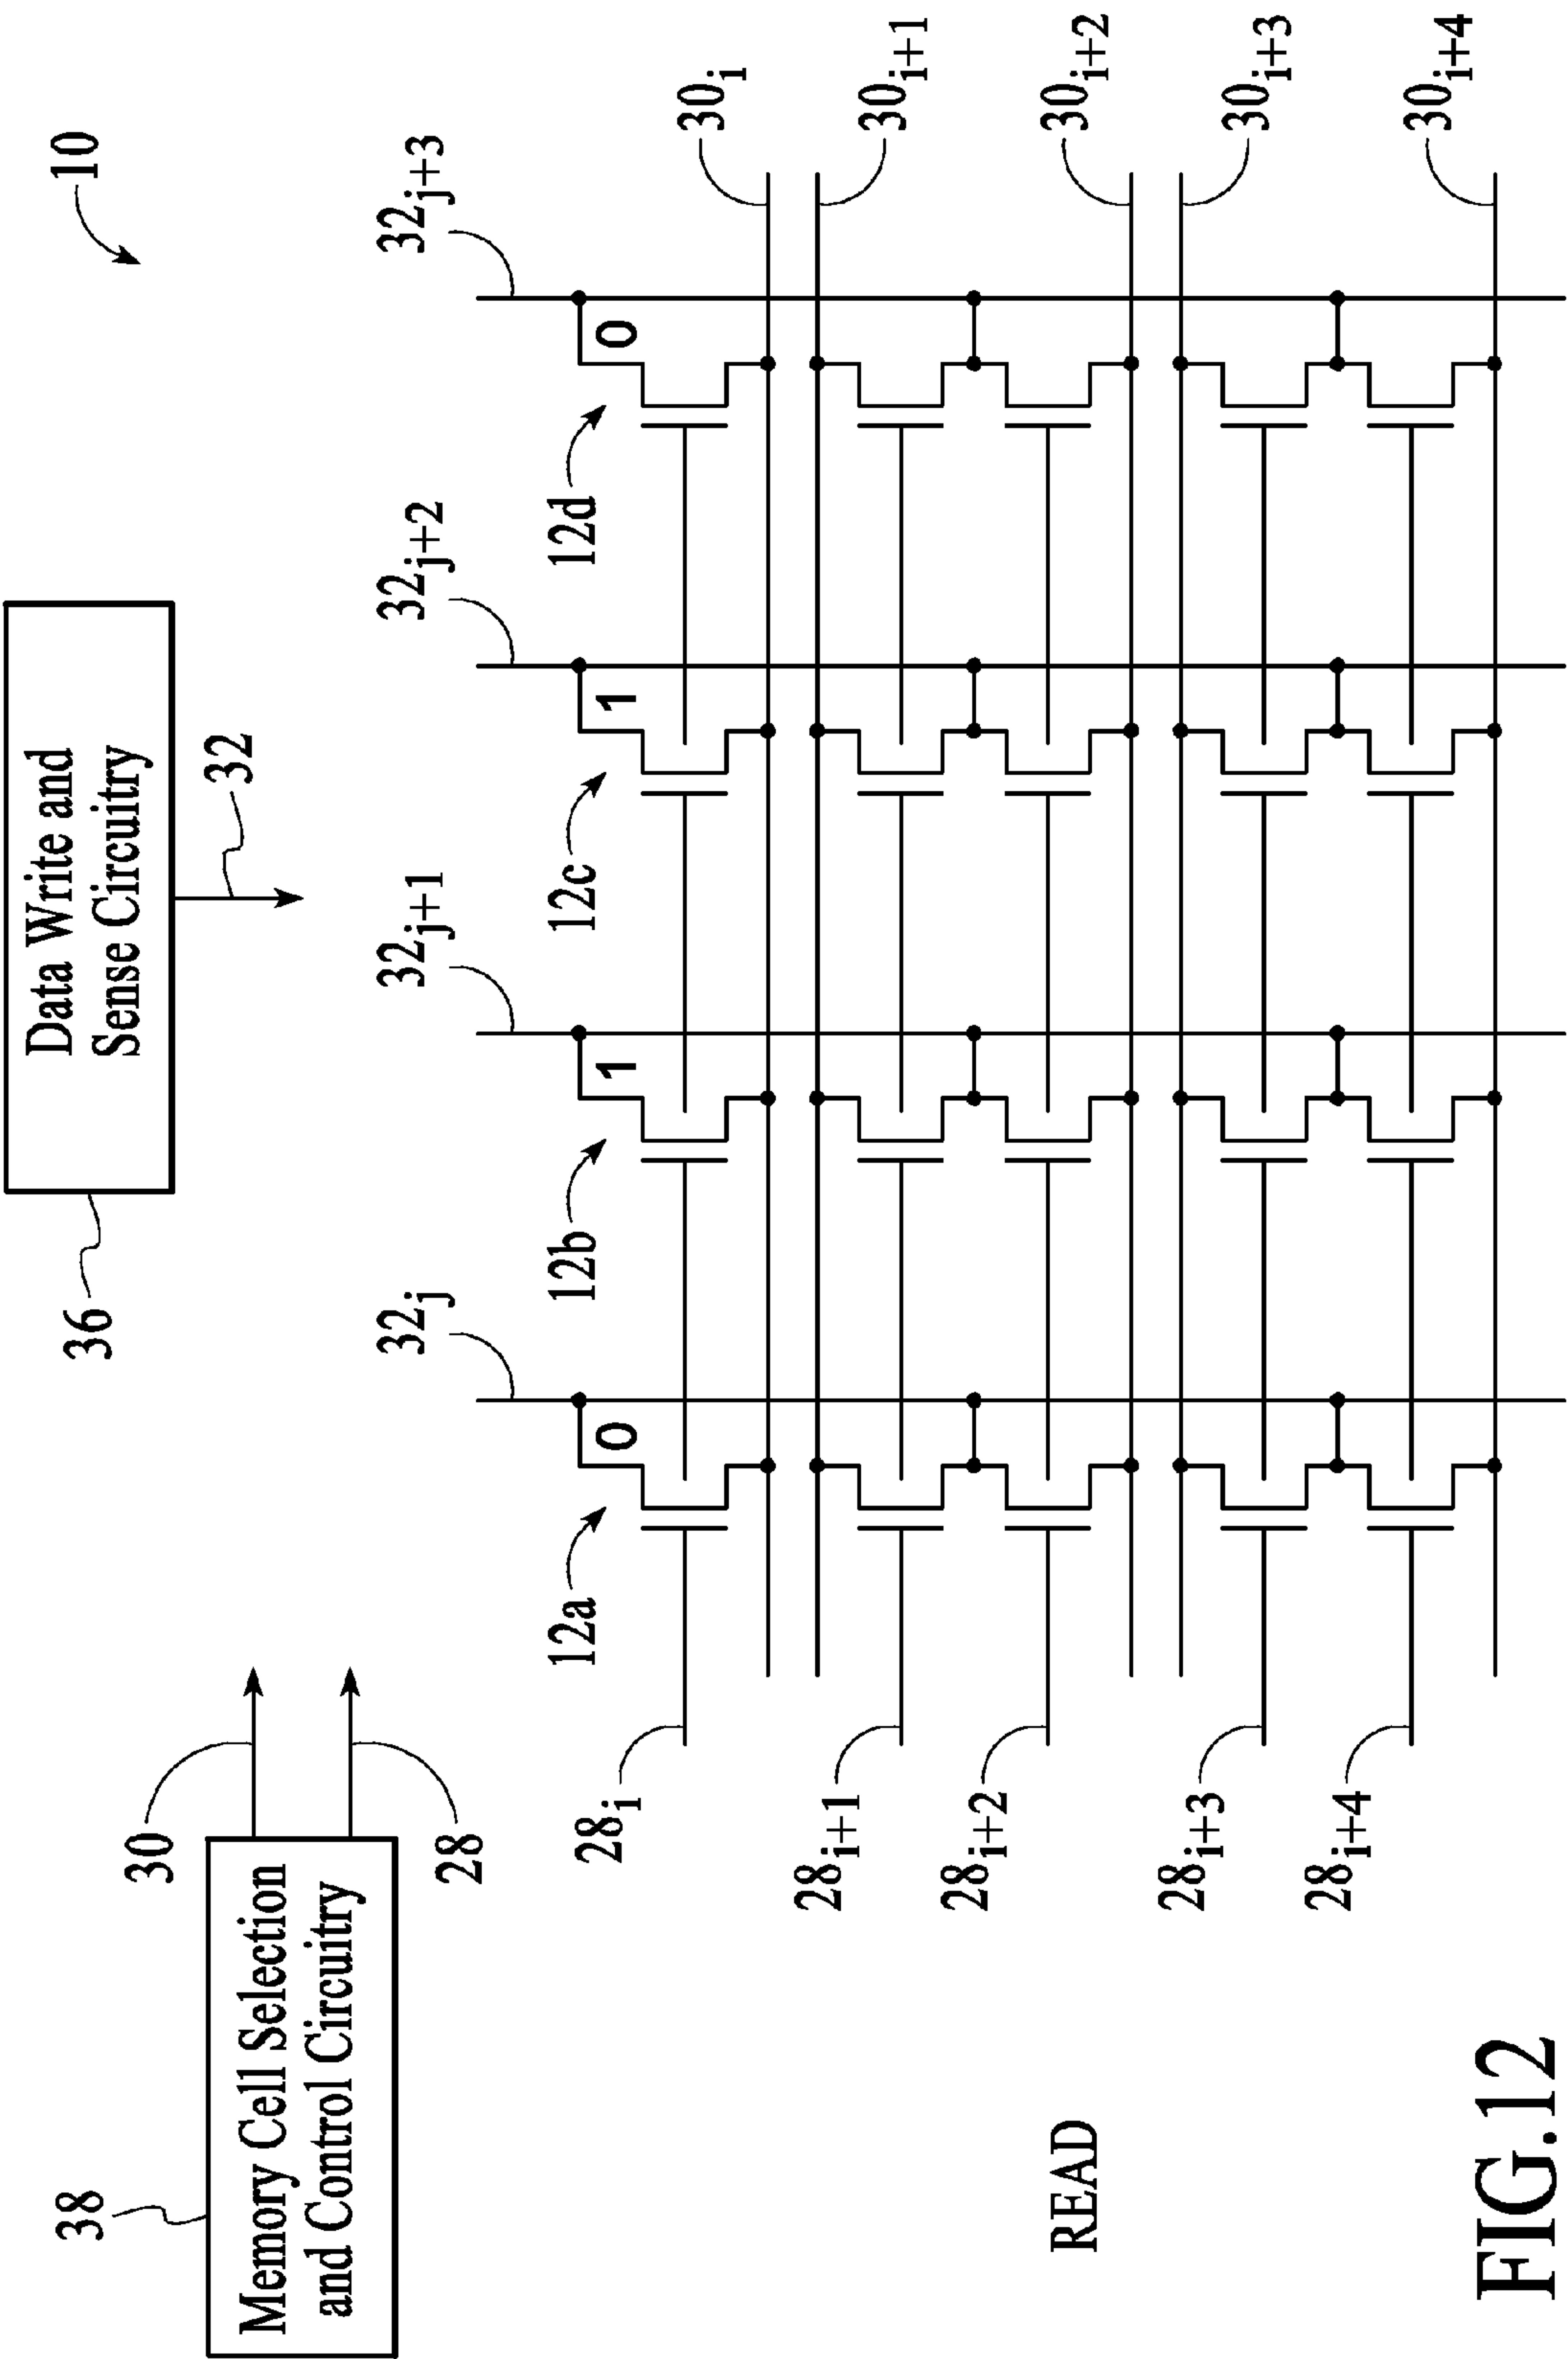 10
Data Write and
Sense Circuitry
36
32
38
Memory Cell Selection
and Control Circuitry
30
28
32j
32j+1
32j+2
32j+3
12a
12b
12c
12d
0
1
1
0
28i
30i
28i+1
30i+1
28i+2
30i+2
28i+3
30i+3
28i+4
30i+4
READ
FIG.12